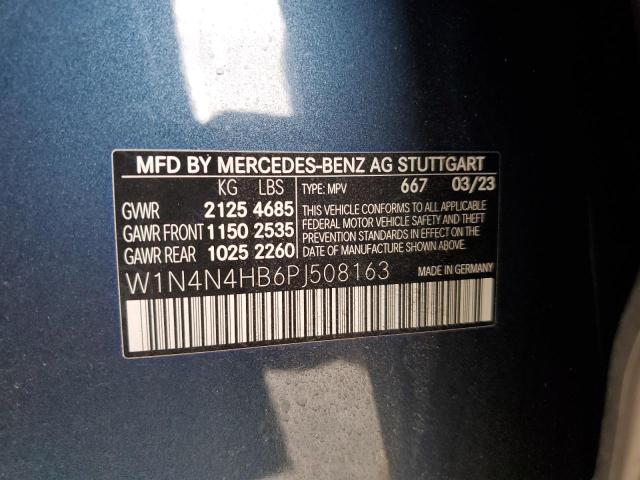 MFD BY MERCEDES-BENZ AG STUTTGART
KG LBS TYPE: MPV 667 03/23
GVWR 2125 4685 THIS VEHICLE CONFORMS TO ALL APPLICABLE
GAWR FRONT 1150 2535 FEDERAL MOTOR VEHICLE SAFETY AND THEFT
PREVENTION STANDARDS IN EFFECT ON THE
GAWR REAR 1025 2260 DATE OF MANUFACTURE SHOWN ABOVE.
W1N4N4HB6PJ508163 MADE IN GERMANY